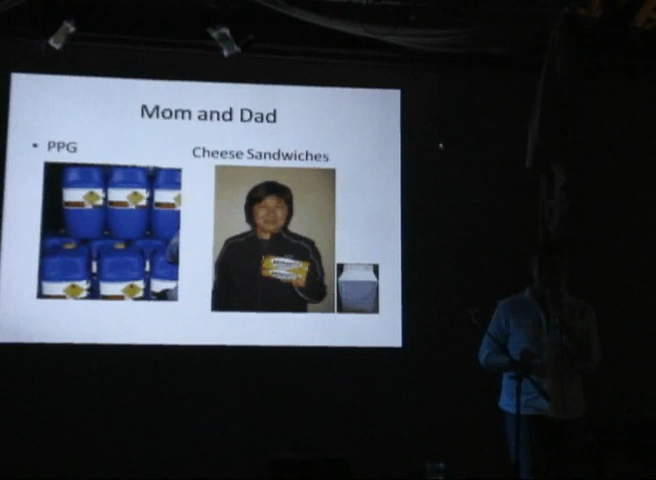 Mom and Dad
• PPG
Cheese Sandwiches